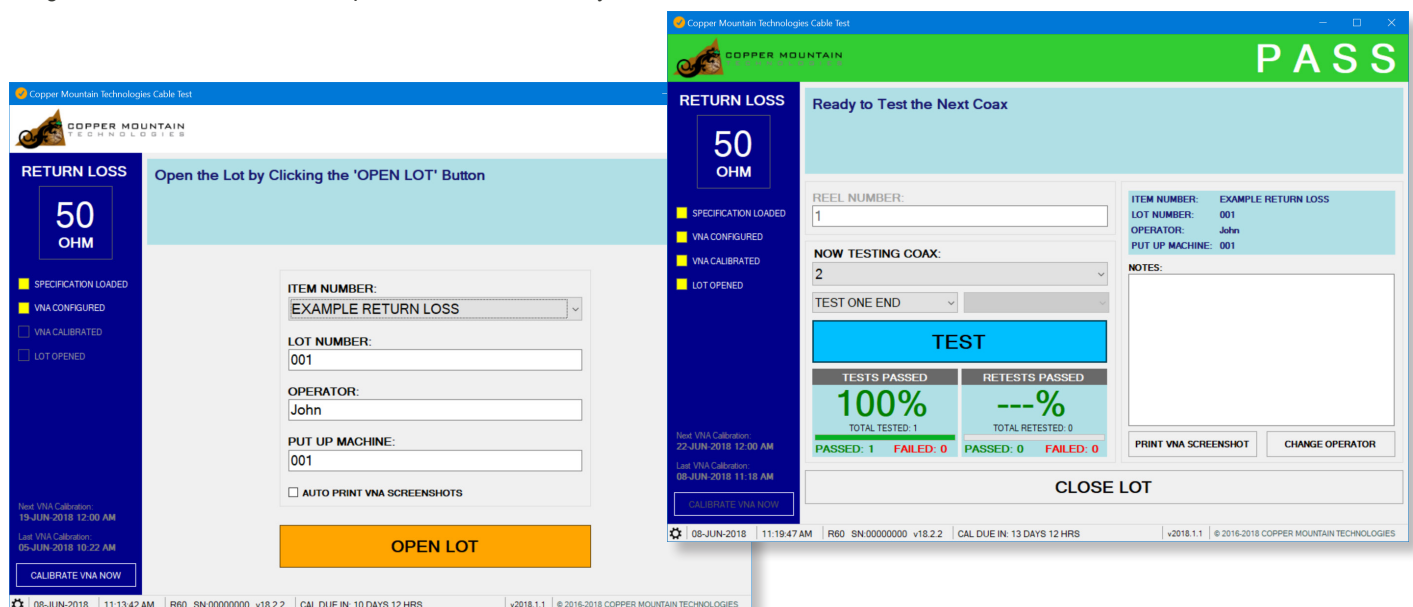 Copper Mountain Technologies Cable Test
COPPER MOUNTAIN
TECHNOLOGIES
RETURN LOSS
50
OHM
SPECIFICATION LOADED
VNA CONFIGURED
VNA CALIBRATED
LOT OPENED
Next VNA Calibration:
19-JUN-2018 12:00 AM
Last VNA Calibration:
05-JUN-2018 10:22 AM
CALIBRATE VNA NOW
Open the Lot by Clicking the 'OPEN LOT' Button
ITEM NUMBER:
EXAMPLE RETURN LOSS
LOT NUMBER:
001
OPERATOR:
John
PUT UP MACHINE:
001
AUTO PRINT VNA SCREENSHOTS
OPEN LOT
08-JUN-2018 11:13:42 AM R60 SN:00000000 v18.2.2 CAL DUE IN: 10 DAYS 12 HRS v2018.1.1 © 2016-2018 COPPER MOUNTAIN TECHNOLOGIES
Copper Mountain Technologies Cable Test
COPPER MOUNTAIN
TECHNOLOGIES
PASS
RETURN LOSS
50
OHM
SPECIFICATION LOADED
VNA CONFIGURED
VNA CALIBRATED
LOT OPENED
Next VNA Calibration:
22-JUN-2018 12:00 AM
Last VNA Calibration:
08-JUN-2018 11:18 AM
CALIBRATE VNA NOW
Ready to Test the Next Coax
REEL NUMBER:
1
NOW TESTING COAX:
2
TEST ONE END
TEST
TESTS PASSED
100%
TOTAL TESTED: 1
PASSED: 1 FAILED: 0
RETESTS PASSED
---%
TOTAL RETESTED: 0
PASSED: 0 FAILED: 0
ITEM NUMBER: EXAMPLE RETURN LOSS
LOT NUMBER: 001
OPERATOR: John
PUT UP MACHINE: 001
NOTES:
PRINT VNA SCREENSHOT
CHANGE OPERATOR
CLOSE LOT
08-JUN-2018 11:19:47 AM R60 SN:00000000 v18.2.2 CAL DUE IN: 13 DAYS 12 HRS v2018.1.1 © 2016-2018 COPPER MOUNTAIN TECHNOLOGIES